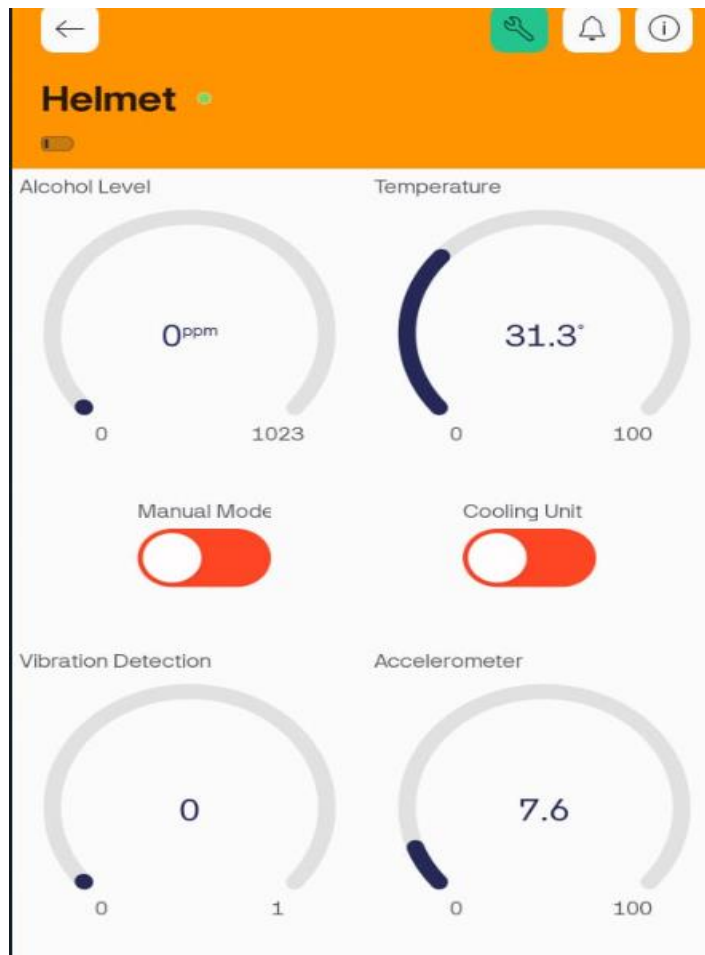 Helmet
Alcohol Level
Temperature
0ppm
31.3°
0
1023
0
100
Manual Mode
Cooling Unit
Vibration Detection
Accelerometer
0
7.6
0
1
0
100